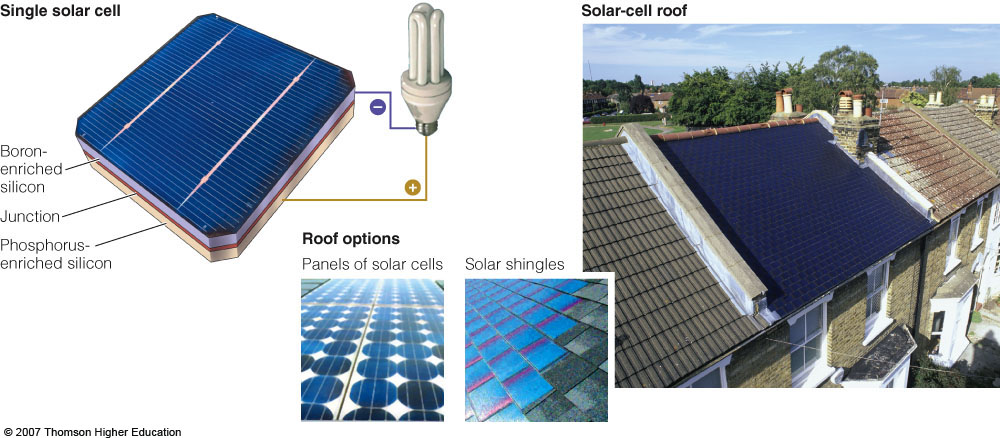 Single solar cell
−
+
Boron-
enriched
silicon
Junction
Phosphorus-
enriched silicon
Roof options
Panels of solar cells
Solar shingles
Solar-cell roof
© 2007 Thomson Higher Education